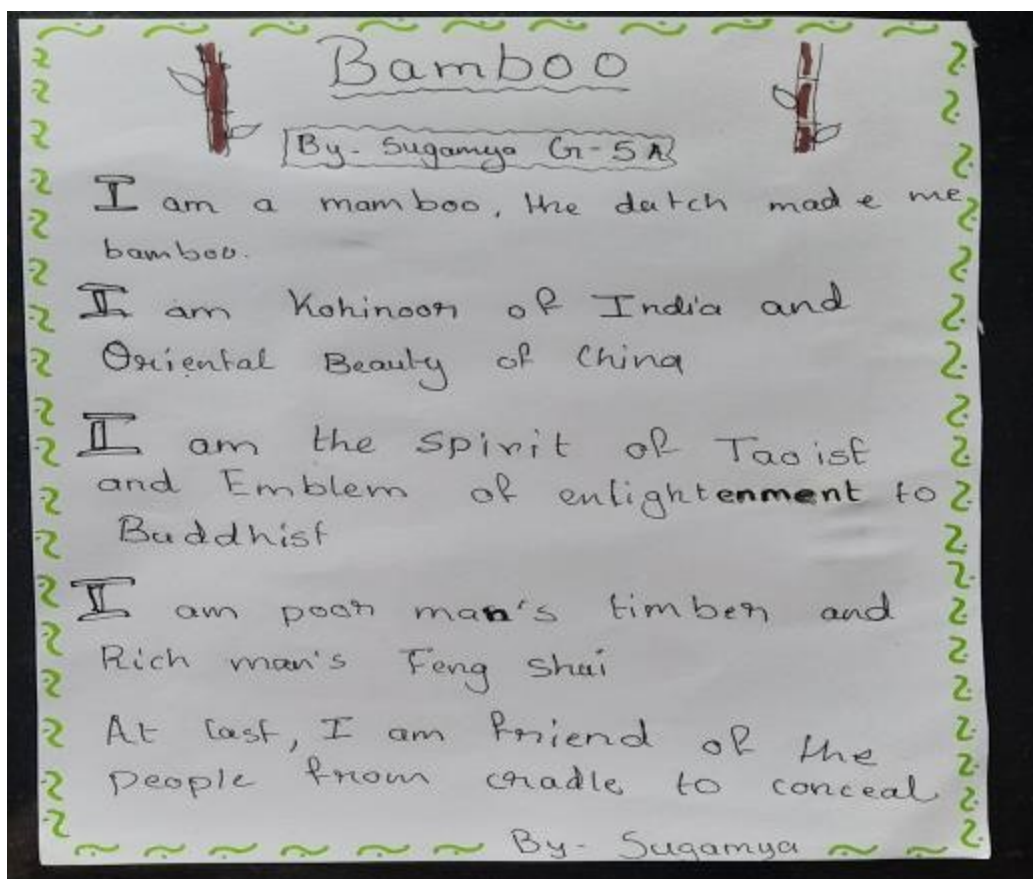 Bamboo
By- Sugamya G-5A
I am a mamboo, the dutch made me
bamboo.
I am Kohinoor of India and
Oriental Beauty of China
I am the spirit of Taoist
and Emblem of enlightenment to
Buddhist
I am poor man's timber and
Rich man's Feng shui
At last, I am friend of the
people from cradle to conceal
By- Sugamya